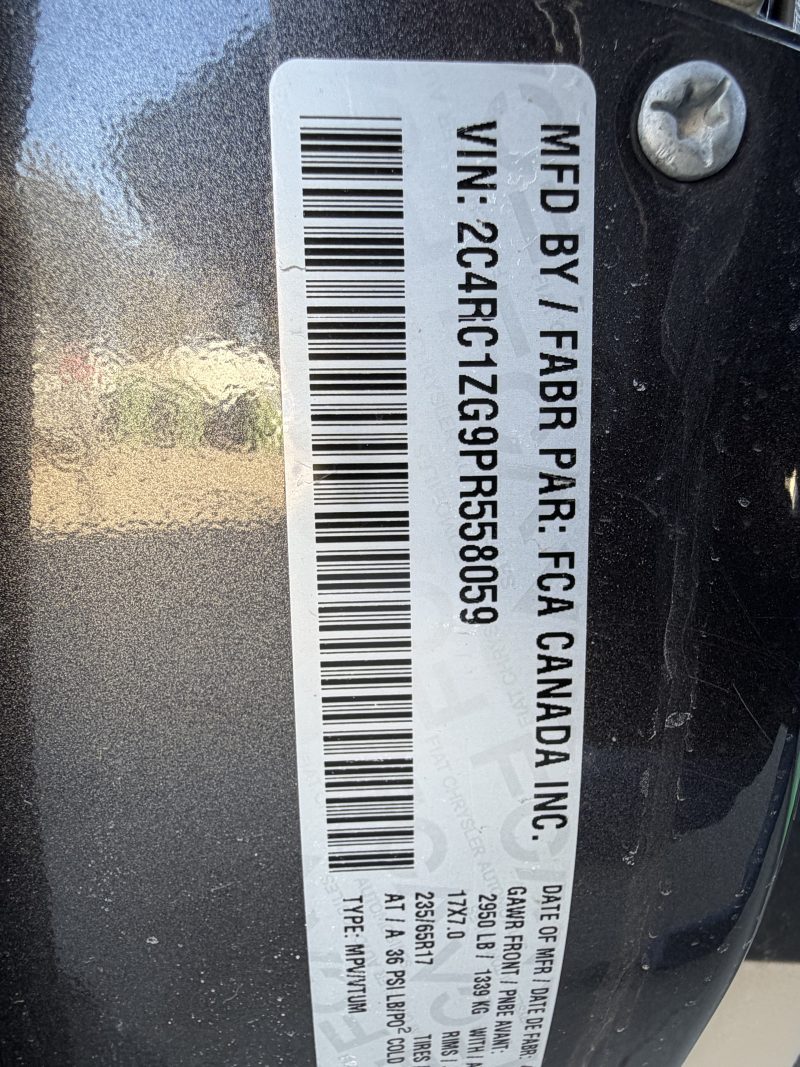 MFD BY / FABR PAR: FCA CANADA INC.
DATE OF MFR / DATE DE FABR:
GAWR FRONT / PNBE AVANT:
VIN: 2C4RC1ZG9PR558059
2950 LB / 1339 KG WITH / A
17X7.0 RIMS /
235/65R17 TIRES
AT / A 36 PSI LB/PO² COLD
TYPE: MPV/VTUM